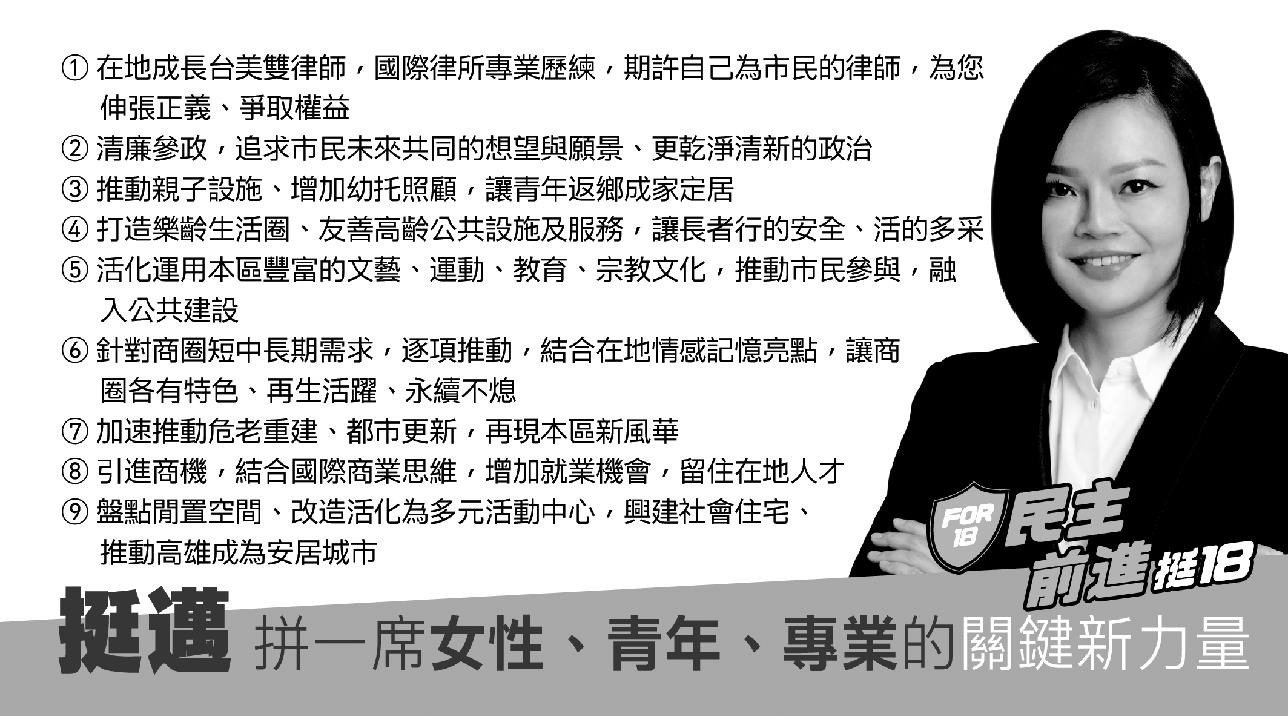 ① 在地成長台美雙律師，國際律所專業歷練，期許自己為市民的律師，為您
伸張正義、爭取權益
② 清廉參政，追求市民未來共同的想望與願景、更乾淨清新的政治
③ 推動親子設施、增加幼托照顧，讓青年返鄉成家定居
④ 打造樂齡生活圈、友善高齡公共設施及服務，讓長者行的安全、活的多采
⑤ 活化運用本區豐富的文藝、運動、教育、宗教文化，推動市民參與，融
入公共建設
⑥ 針對商圈短中長期需求，逐項推動，結合在地情感記憶亮點，讓商
圈各有特色、再生活躍、永續不熄
⑦ 加速推動危老重建、都市更新，再現本區新風華
⑧ 引進商機，結合國際商業思維，增加就業機會，留住在地人才
⑨ 盤點閒置空間、改造活化為多元活動中心，興建社會住宅、
推動高雄成為安居城市
FOR
18
民主
前進挺18
挺邁 拼一席女性、青年、專業的關鍵新力量